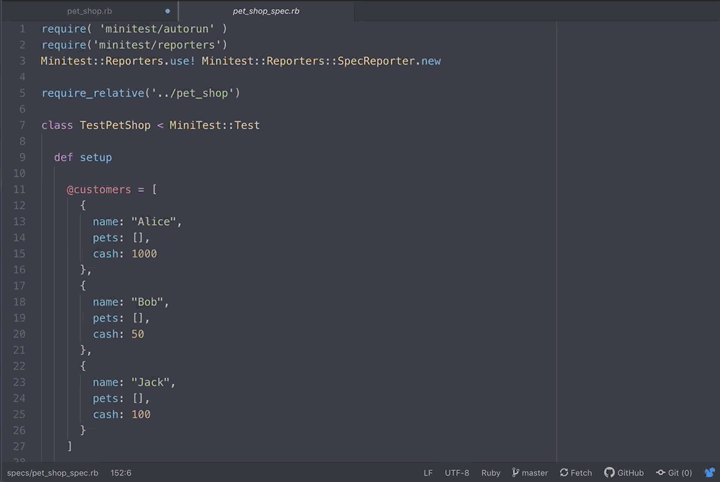 pet_shop.rb
pet_shop_spec.rb
1 require( 'minitest/autorun' )
2 require('minitest/reporters')
3 Minitest::Reporters.use! Minitest::Reporters::SpecReporter.new
4
5 require_relative('../pet_shop')
6
7 class TestPetShop < MiniTest::Test
8
9 def setup
10
11 @customers = [
12 {
13 name: "Alice",
14 pets: [],
15 cash: 1000
16 },
17 {
18 name: "Bob",
19 pets: [],
20 cash: 50
21 },
22 {
23 name: "Jack",
24 pets: [],
25 cash: 100
26 }
27 ]
28
specs/pet_shop_spec.rb 152:6 LF UTF-8 Ruby master Fetch GitHub Git (0)